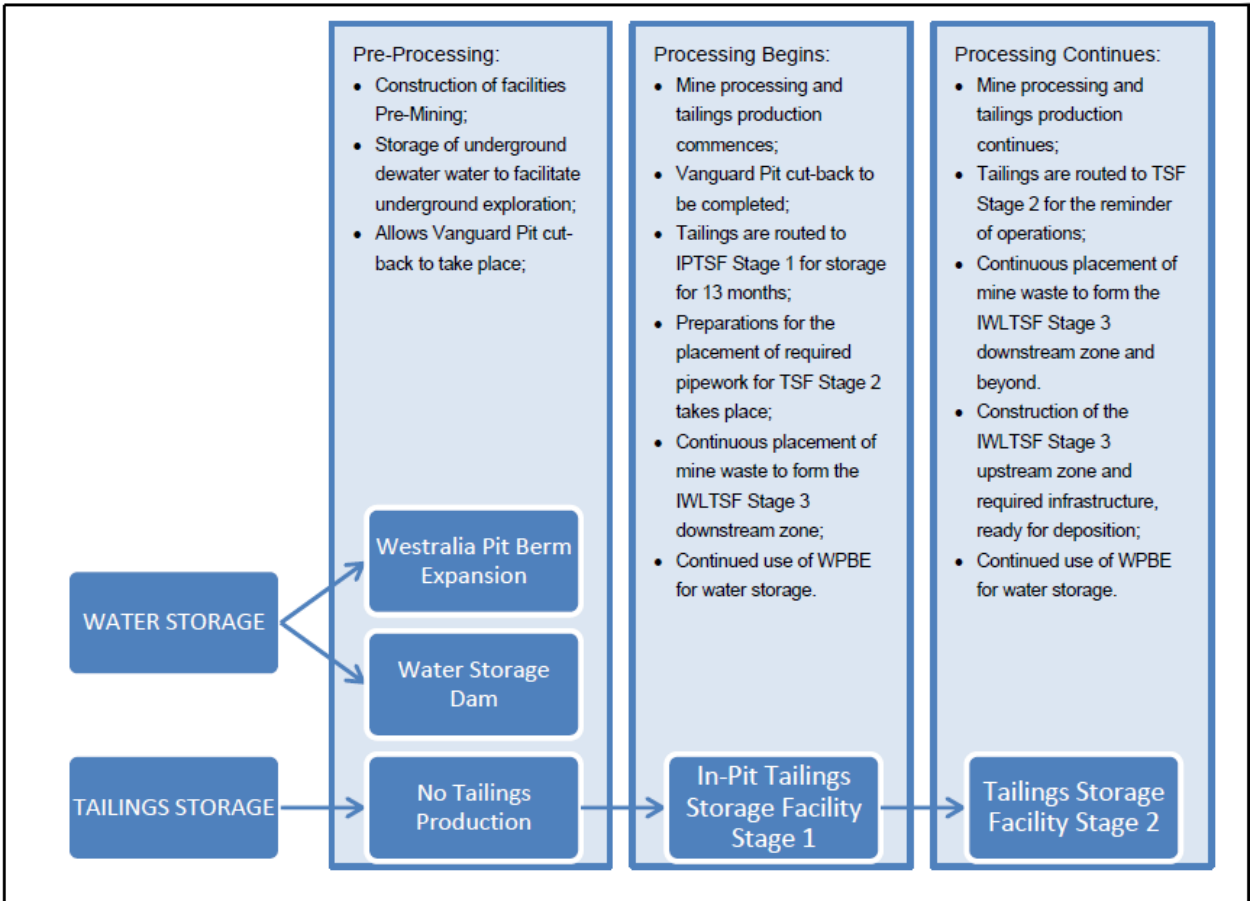 Pre-Processing:
• Construction of facilities
Pre-Mining;
• Storage of underground
dewater water to facilitate
underground exploration;
• Allows Vanguard Pit cut-
back to take place;
Processing Begins:
• Mine processing and
tailings production
commences;
• Vanguard Pit cut-back to
be completed;
• Tailings are routed to
IPTSF Stage 1 for storage
for 13 months;
• Preparations for the
placement of required
pipework for TSF Stage 2
takes place;
• Continuous placement of
mine waste to form the
IWLTSF Stage 3
downstream zone;
• Continued use of WPBE
for water storage.
Processing Continues:
• Mine processing and
tailings production
continues;
• Tailings are routed to TSF
Stage 2 for the reminder
of operations;
• Continuous placement of
mine waste to form the
IWLTSF Stage 3
downstream zone and
beyond.
• Construction of the
IWLTSF Stage 3
upstream zone and
required infrastructure,
ready for deposition;
• Continued use of WPBE
for water storage.
WATER STORAGE
Westralia Pit Berm
Expansion
Water Storage
Dam
TAILINGS STORAGE
No Tailings
Production
In-Pit Tailings
Storage Facility
Stage 1
Tailings Storage
Facility Stage 2